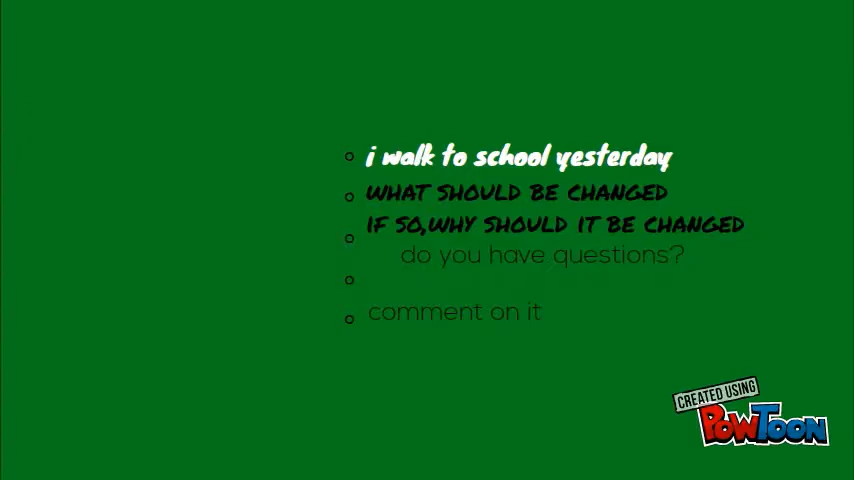 i walk to school yesterday
WHAT SHOULD BE CHANGED
IF SO,WHY SHOULD IT BE CHANGED
do you have questions?
comment on it
CREATED USING
POWTOON